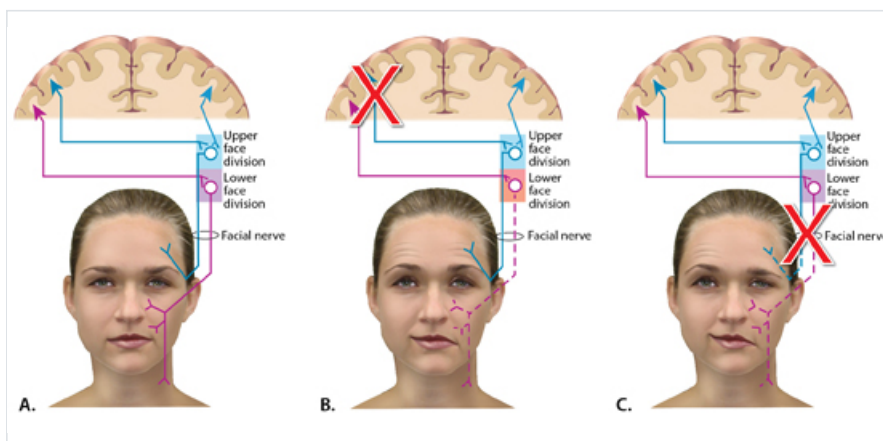 Upper
face
division
Lower
face
division
Facial nerve
A.
Upper
face
division
Lower
face
division
Facial nerve
B.
Upper
face
division
Lower
face
division
Facial nerve
C.